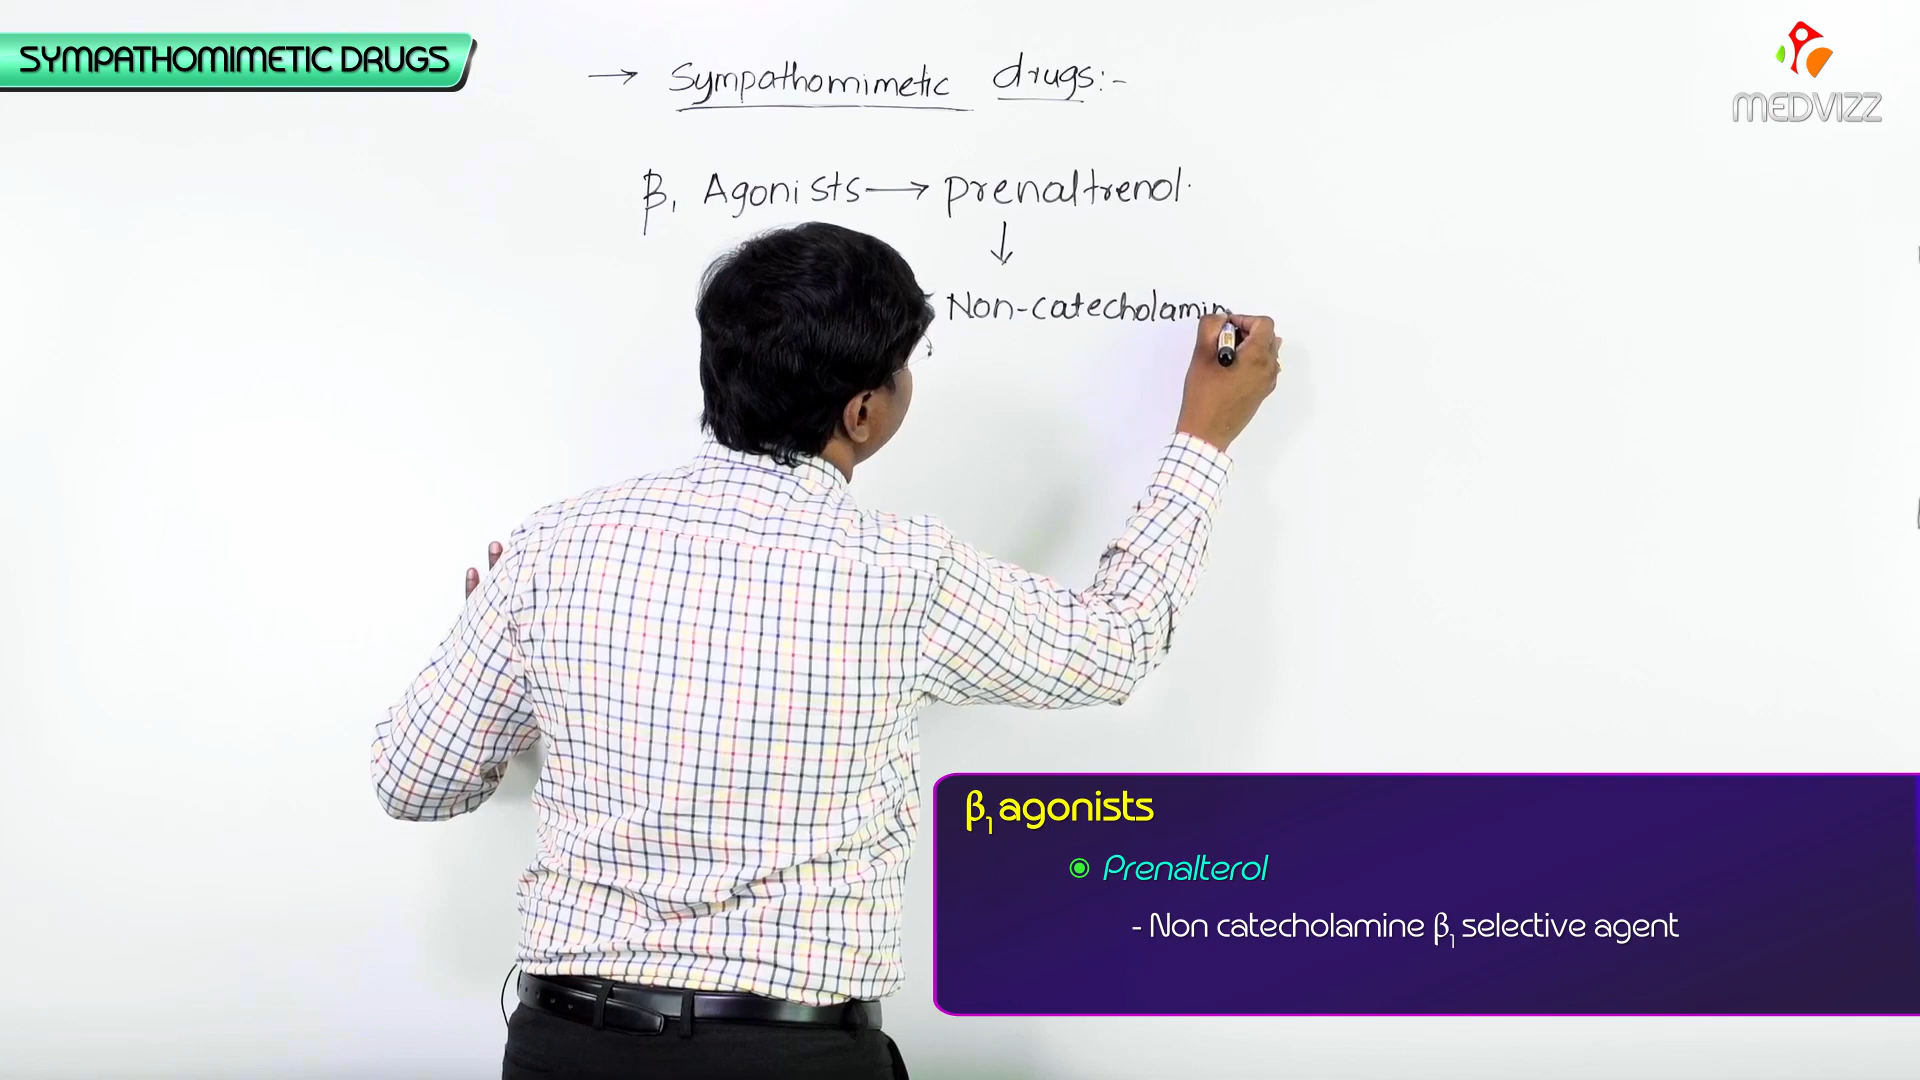 SYMPATHOMIMETIC DRUGS
MEDVIZZ
→ Sympathomimetic drugs:-
β₁ Agonists → prenaltrenol.
↓
Non-catecholamin
β₁ agonists
Prenalterol
- Non catecholamine β₁ selective agent